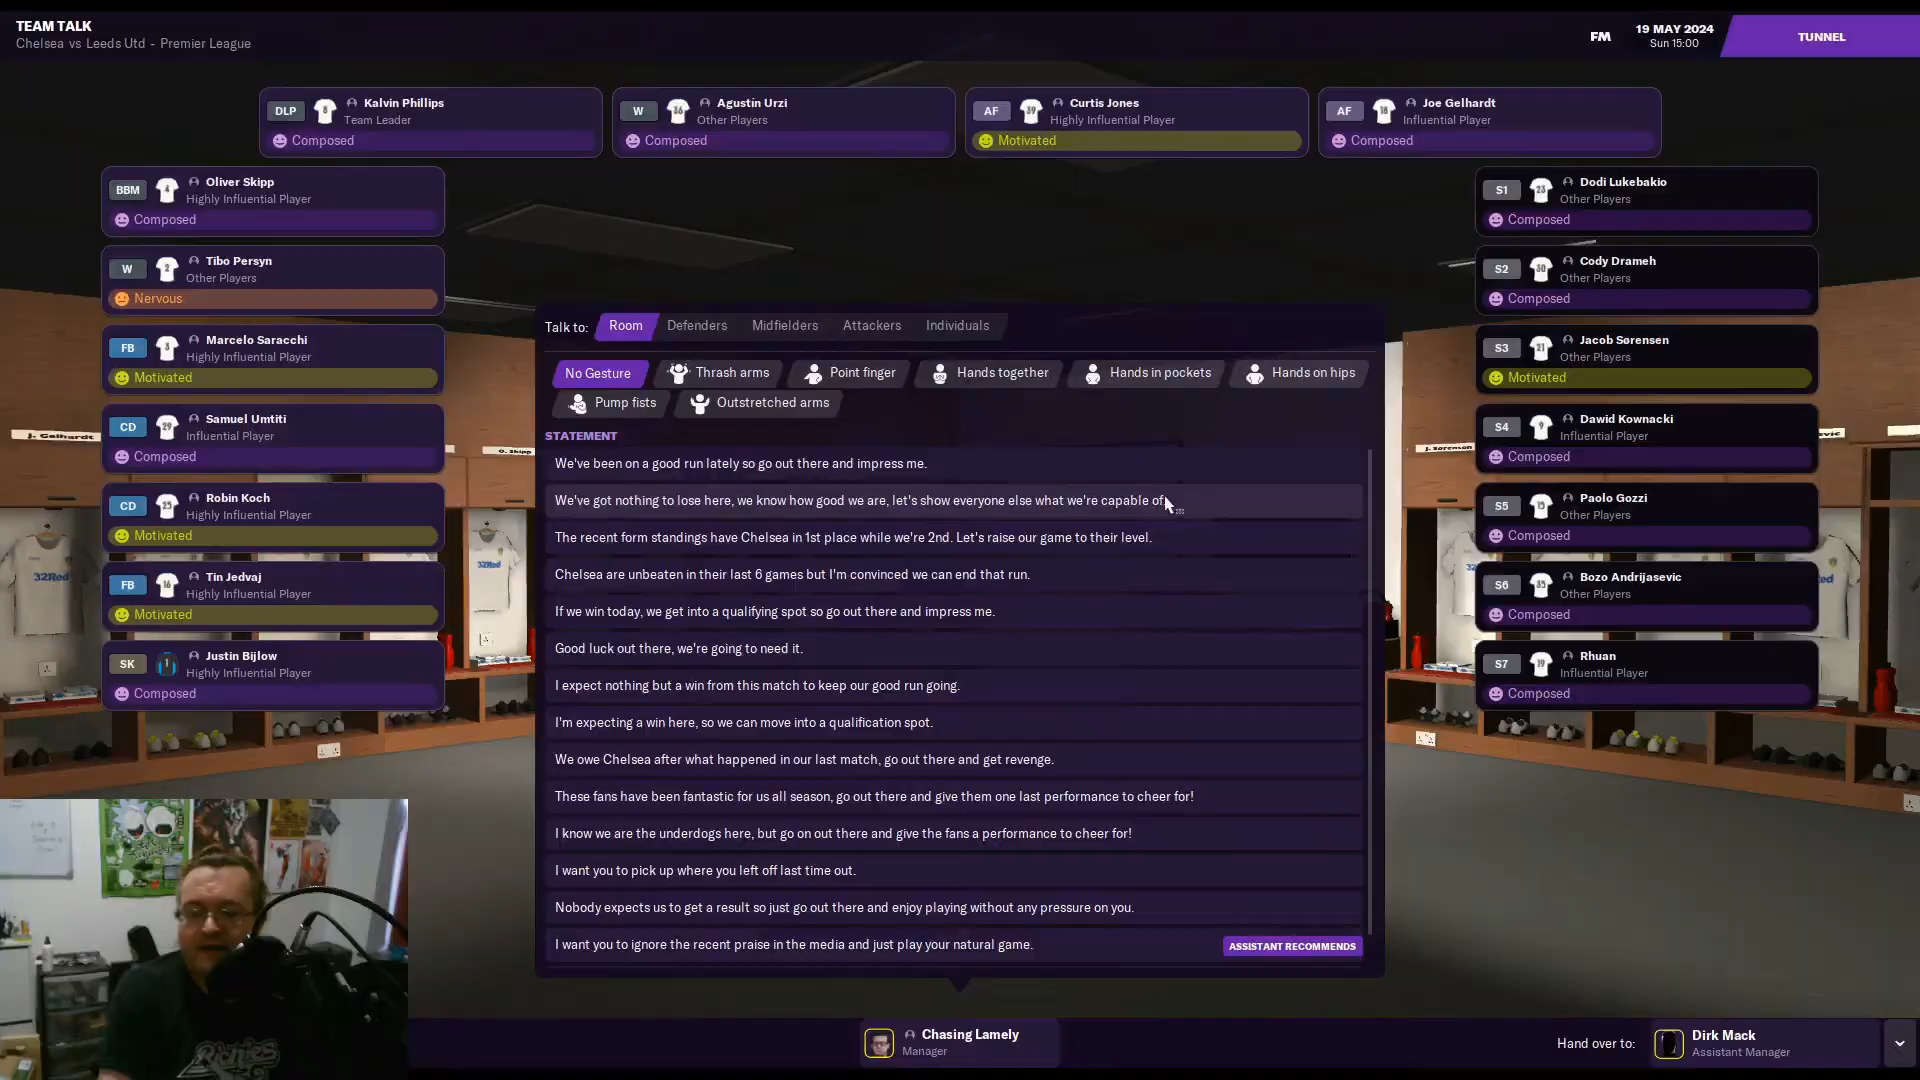 TEAM TALK
Chelsea vs Leeds Utd - Premier League
FM
19 MAY 2024
Sun 15:00
TUNNEL
DLP
Kalvin Phillips
Team Leader
Composed
W
Agustin Urzi
Other Players
Composed
AF
Curtis Jones
Highly Influential Player
Motivated
AF
Joe Gelhardt
Influential Player
Composed
BBM
Oliver Skipp
Highly Influential Player
Composed
W
Tibo Persyn
Other Players
Nervous
FB
Marcelo Saracchi
Highly Influential Player
Motivated
CD
Samuel Umtiti
Influential Player
Composed
CD
Robin Koch
Highly Influential Player
Motivated
FB
Tin Jedvaj
Highly Influential Player
Motivated
SK
Justin Bijlow
Highly Influential Player
Composed
S1
Dodi Lukebakio
Other Players
Composed
S2
Cody Drameh
Other Players
Composed
S3
Jacob Sørensen
Other Players
Motivated
S4
Dawid Kownacki
Influential Player
Composed
S5
Paolo Gozzi
Other Players
Composed
S6
Bozo Andrijasevic
Other Players
Composed
S7
Rhuan
Influential Player
Composed
Talk to: Room Defenders Midfielders Attackers Individuals
No Gesture Thrash arms Point finger Hands together Hands in pockets Hands on hips
Pump fists Outstretched arms
STATEMENT
We've been on a good run lately so go out there and impress me.
We've got nothing to lose here, we know how good we are, let's show everyone else what we're capable of.
The recent form standings have Chelsea in 1st place while we're 2nd. Let's raise our game to their level.
Chelsea are unbeaten in their last 6 games but I'm convinced we can end that run.
If we win today, we get into a qualifying spot so go out there and impress me.
Good luck out there, we're going to need it.
I expect nothing but a win from this match to keep our good run going.
I'm expecting a win here, so we can move into a qualification spot.
We owe Chelsea after what happened in our last match, go out there and get revenge.
These fans have been fantastic for us all season, go out there and give them one last performance to cheer for!
I know we are the underdogs here, but go on out there and give the fans a performance to cheer for!
I want you to pick up where you left off last time out.
Nobody expects us to get a result so just go out there and enjoy playing without any pressure on you.
I want you to ignore the recent praise in the media and just play your natural game.
ASSISTANT RECOMMENDS
J. Gelhardt
O. Skipp
J. Sorensen
32Red
32Red
Chasing Lamely
Manager
Hand over to:
Dirk Mack
Assistant Manager